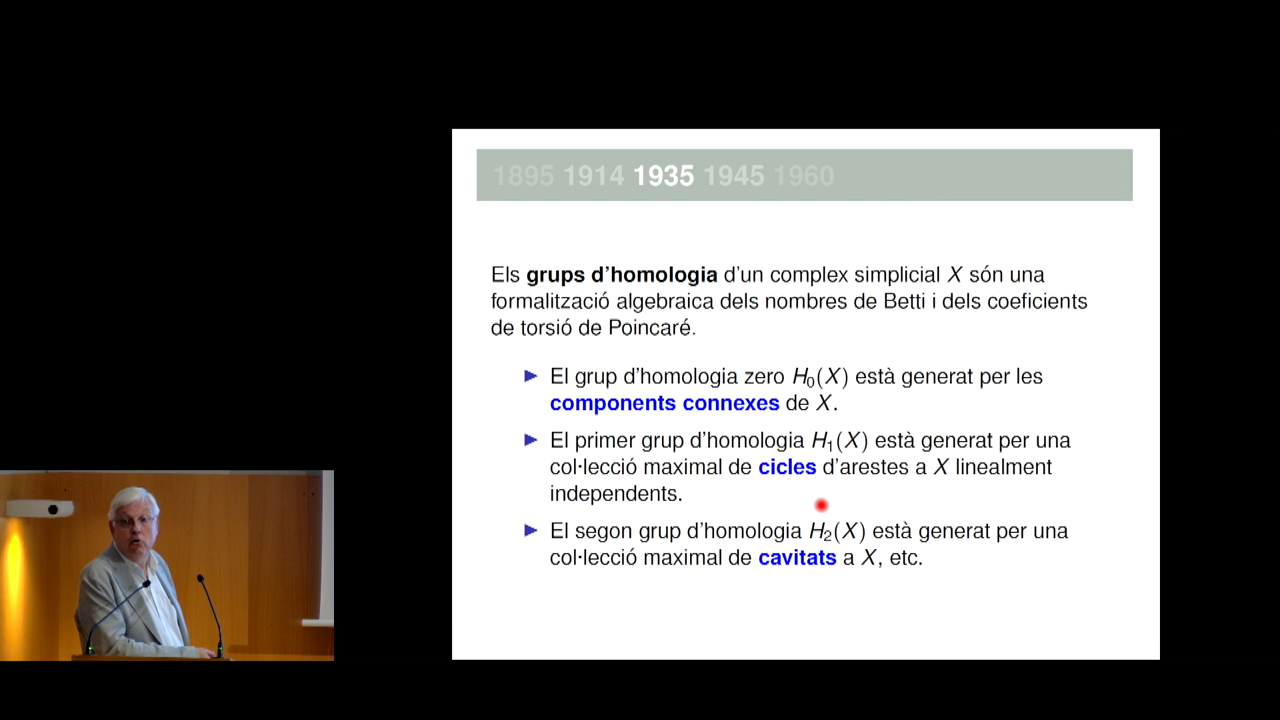 1895 1914 1935 1945 1960
Els grups d'homologia d'un complex simplicial X són una
formalització algebraica dels nombres de Betti i dels coeficients
de torsió de Poincaré.
► El grup d'homologia zero H₀(X) està generat per les
components connexes de X.
► El primer grup d'homologia H₁(X) està generat per una
col·lecció maximal de cicles d'arestes a X linealment
independents.
► El segon grup d'homologia H₂(X) està generat per una
col·lecció maximal de cavitats a X, etc.